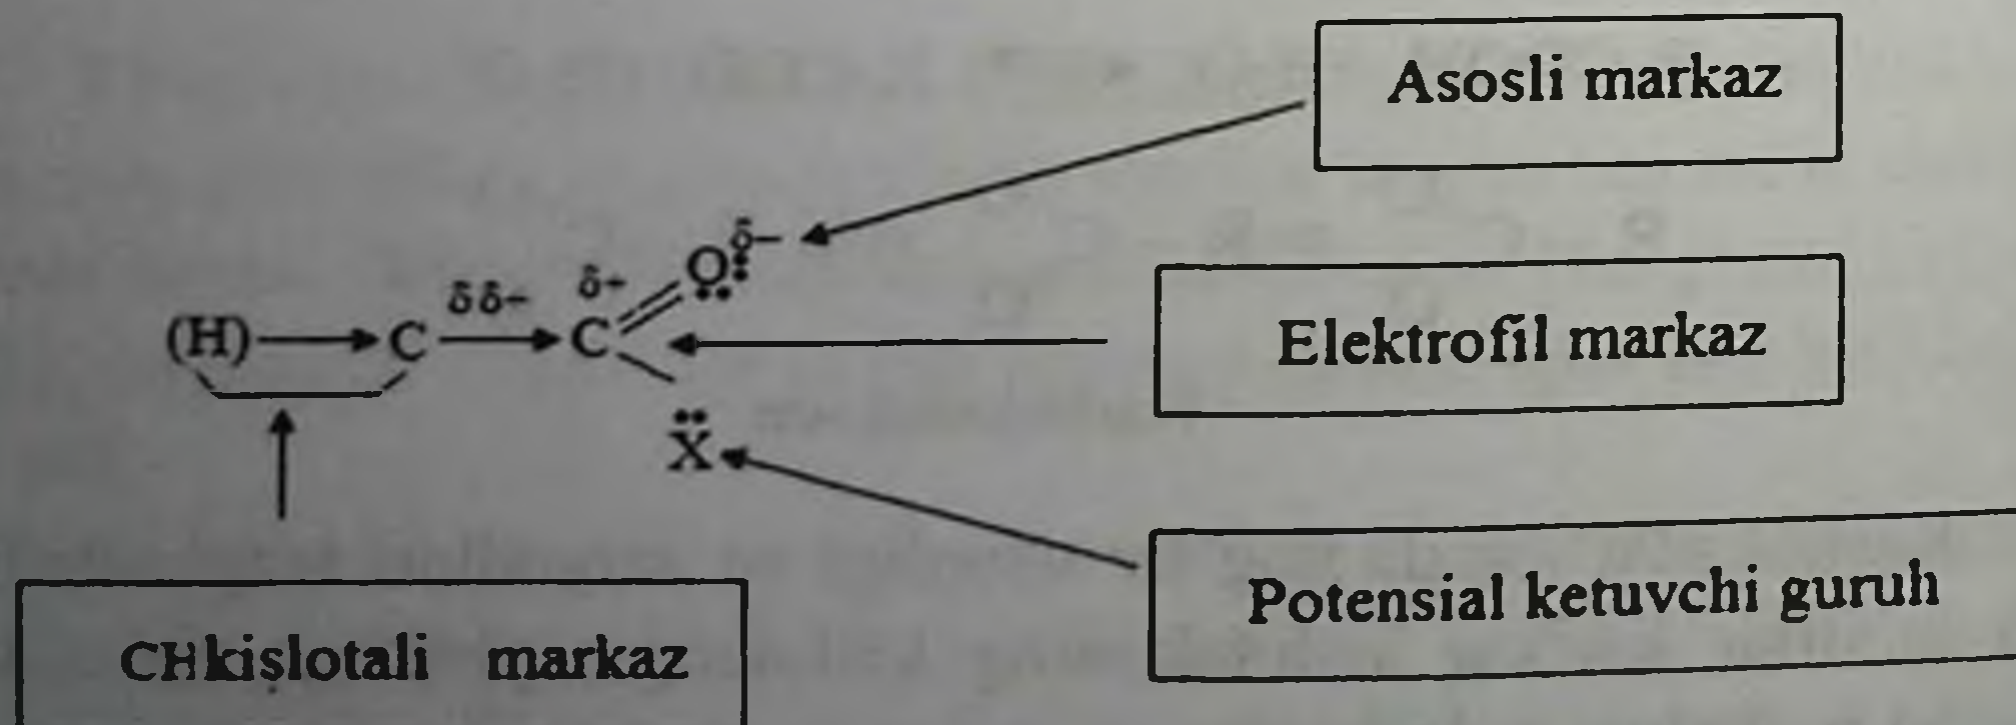 Asosli markaz
δ−
δδ− δ+ O
(H) C C
Elektrofil markaz
X
Potensial ketuvchi guruh
CHkislotali markaz